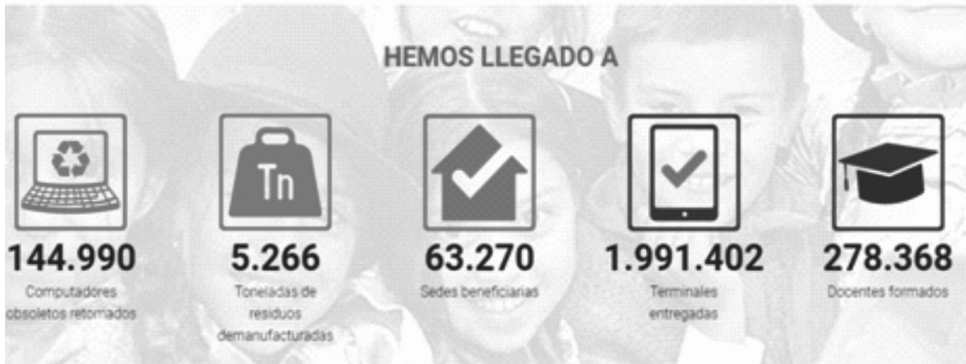 HEMOS LLEGADO A
Tn
144.990
Computadores
obsoletos retomados
5.266
Toneladas de
residuos
demanufacturadas
63.270
Sedes beneficiarias
1.991.402
Terminales
entregadas
278.368
Docentes formados